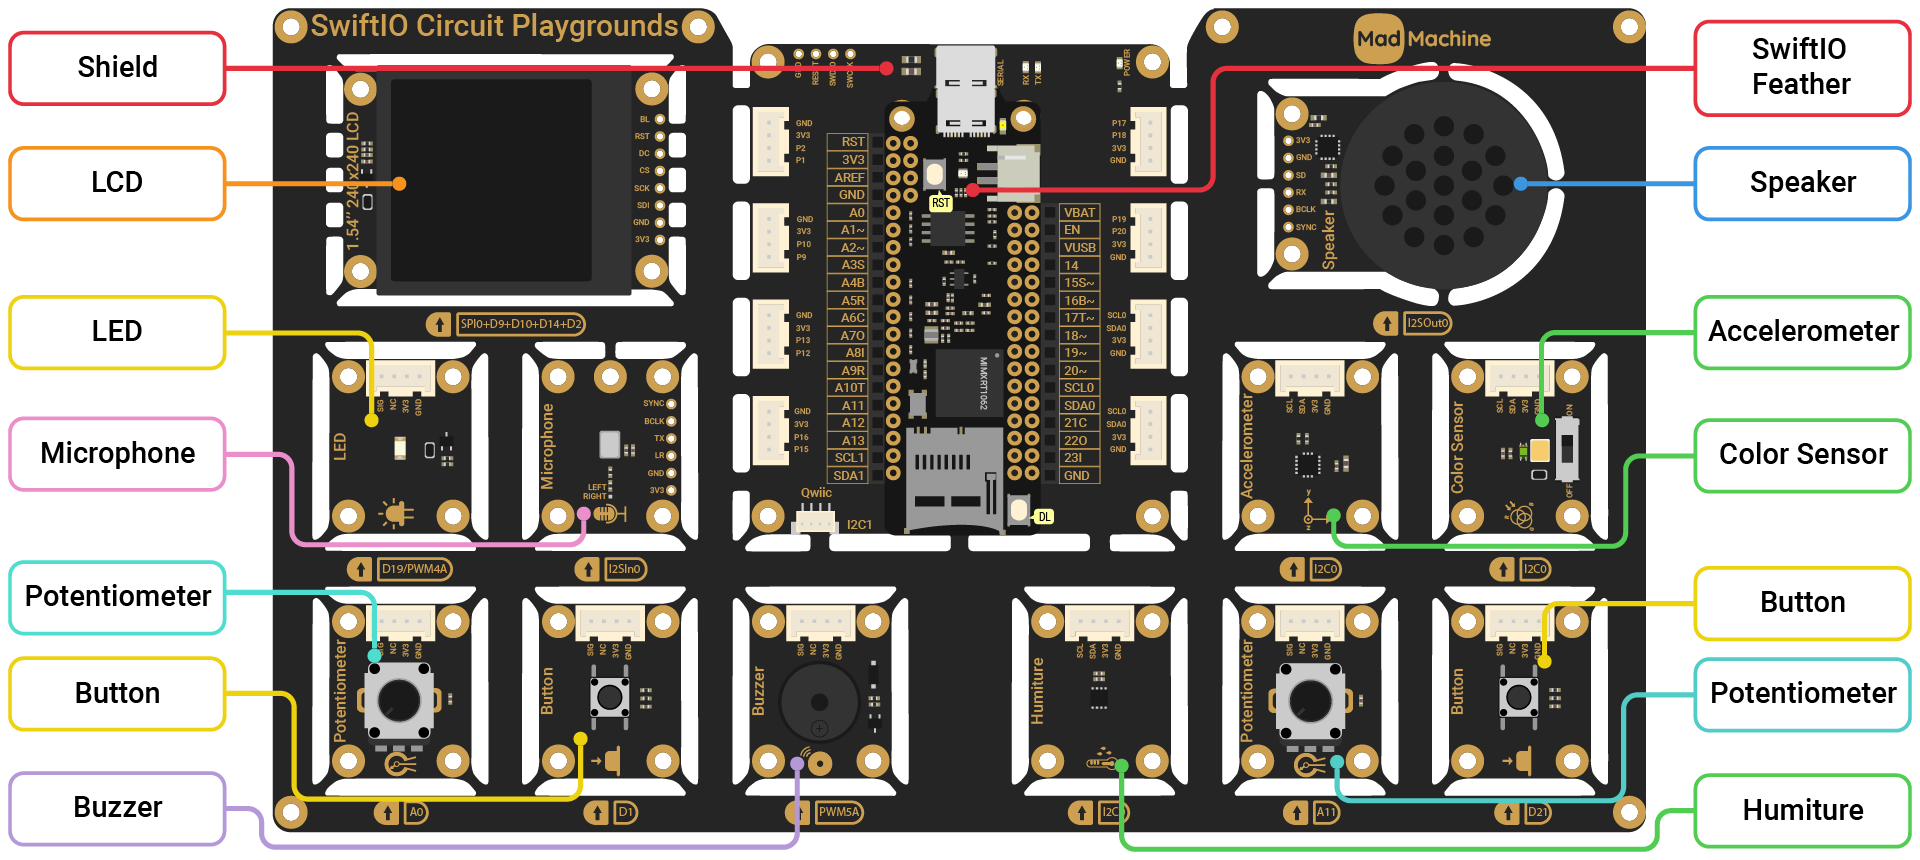 SwiftIO Circuit Playgrounds
Mad Machine
Shield
LCD
LED
Microphone
Potentiometer
Button
Buzzer
SwiftIO
Feather
Speaker
Accelerometer
Color Sensor
Button
Potentiometer
Humiture
1.54" 240x240 LCD
BL
RST
DC
CS
SCK
SDI
GND
3V3
SPI0+D9+D10+D14+D2
SERIAL
RX
TX
POWER
GND
3V3
P2
P1
GND
3V3
P10
P9
GND
3V3
P13
P12
GND
3V3
P16
P15
RST
3V3
AREF
GND
A0
A1~
A2~
A3S
A4B
A5R
A6C
A7O
A8I
A9R
A10T
A11
A12
A13
SCL1
SDA1
RST
MIMXRT1062
DL
VBAT
EN
VUSB
14
15S~
16B~
17T~
18~
19~
20~
SCL0
SDA0
21C
22O
23I
GND
P17
P18
3V3
GND
P19
P20
3V3
GND
SCL0
SDA0
3V3
GND
SCL0
SDA0
3V3
GND
Qwiic
I2C1
3V3
GND
SD
RX
BCLK
SYNC
Speaker
I2SOut0
SIG
NC
3V3
GND
LED
D19/PWM4A
Microphone
SYNC
BCLK
TX
LR
GND
3V3
LEFT
RIGHT
I2SIn0
SCL
SDA
3V3
GND
Accelerometer
y
I2C0
SCL
SDA
3V3
Color Sensor
ON
OFF
I2C0
NC
3V3
GND
Potentiometer
A0
SIG
NC
3V3
GND
Button
D1
SIG
NC
3V3
GND
Buzzer
PWM5A
SCL
SDA
3V3
GND
Humiture
SIG
NC
3V3
GND
Potentiometer
A11
SIG
NC
3V3
Button
D21